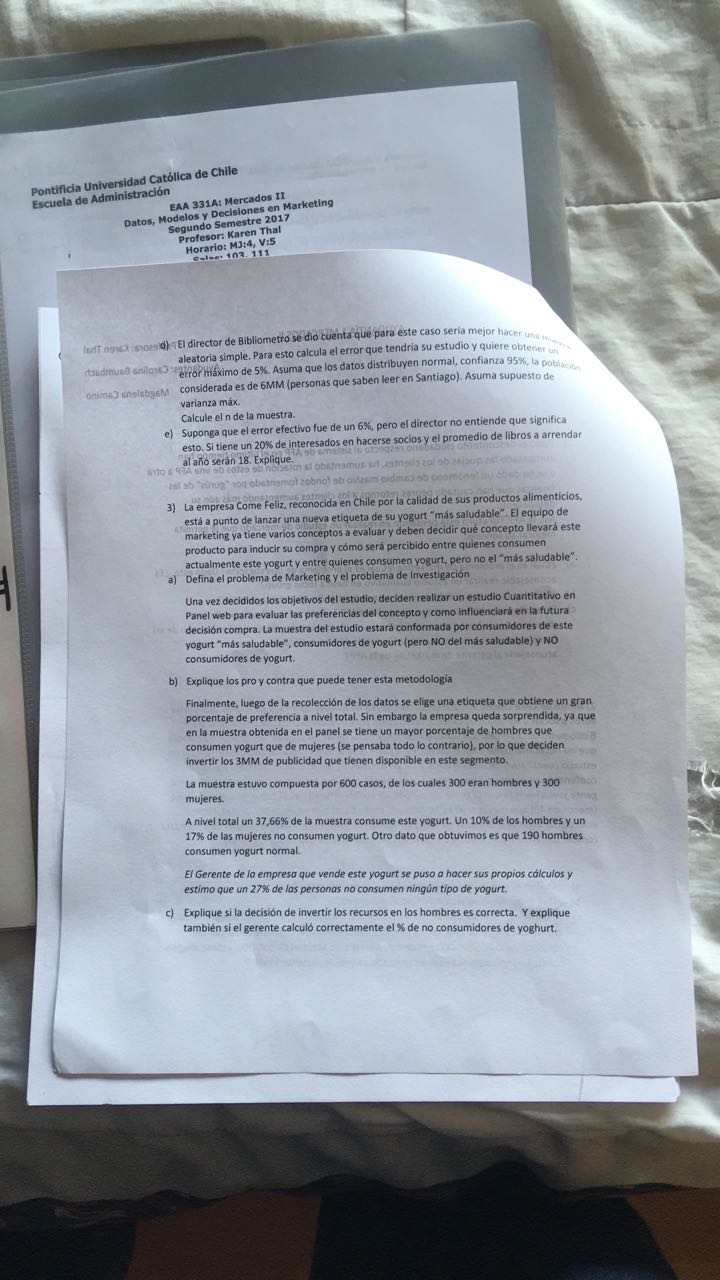 Pontificia Universidad Católica de Chile
Escuela de Administración
EAA 331A: Mercados II
Datos, Modelos y Decisiones en Marketing
Segundo Semestre 2017
Profesor: Karen Thal
Horario: MJ:4, V:5
Salas: 103, 111
d) El director de Bibliometro se dio cuenta que para este caso sería mejor hacer una muestra
aleatoria simple. Para esto calcula el error que tendría su estudio y quiere obtener un
error máximo de 5%. Asuma que los datos distribuyen normal, confianza 95%, la población
considerada es de 6MM (personas que saben leer en Santiago). Asuma supuesto de
varianza máx.
Calcule el n de la muestra.
e) Suponga que el error efectivo fue de un 6%, pero el director no entiende que significa
esto. Si tiene un 20% de interesados en hacerse socios y el promedio de libros a arrendar
al año serán 18. Explique.
3) La empresa Come Feliz, reconocida en Chile por la calidad de sus productos alimenticios,
está a punto de lanzar una nueva etiqueta de su yogurt "más saludable". El equipo de
marketing ya tiene varios conceptos a evaluar y deben decidir qué concepto llevará este
producto para inducir su compra y cómo será percibido entre quienes consumen
actualmente este yogurt y entre quienes consumen yogurt, pero no el "más saludable".
a) Defina el problema de Marketing y el problema de Investigación
Una vez decididos los objetivos del estudio, deciden realizar un estudio Cuantitativo en
Panel web para evaluar las preferencias del concepto y como influenciará en la futura
decisión compra. La muestra del estudio estará conformada por consumidores de este
yogurt "más saludable", consumidores de yogurt (pero NO del más saludable) y NO
consumidores de yogurt.
b) Explique los pro y contra que puede tener esta metodología
Finalmente, luego de la recolección de los datos se elige una etiqueta que obtiene un gran
porcentaje de preferencia a nivel total. Sin embargo la empresa queda sorprendida, ya que
en la muestra obtenida en el panel se tiene un mayor porcentaje de hombres que
consumen yogurt que de mujeres (se pensaba todo lo contrario), por lo que deciden
invertir los 3MM de publicidad que tienen disponible en este segmento.
La muestra estuvo compuesta por 600 casos, de los cuales 300 eran hombres y 300
mujeres.
A nivel total un 37,66% de la muestra consume este yogurt. Un 10% de los hombres y un
17% de las mujeres no consumen yogurt. Otro dato que obtuvimos es que 190 hombres
consumen yogurt normal.
El Gerente de la empresa que vende este yogurt se puso a hacer sus propios cálculos y
estimo que un 27% de las personas no consumen ningún tipo de yogurt.
c) Explique si la decisión de invertir los recursos en los hombres es correcta. Y explique
también si el gerente calculó correctamente el % de no consumidores de yoghurt.